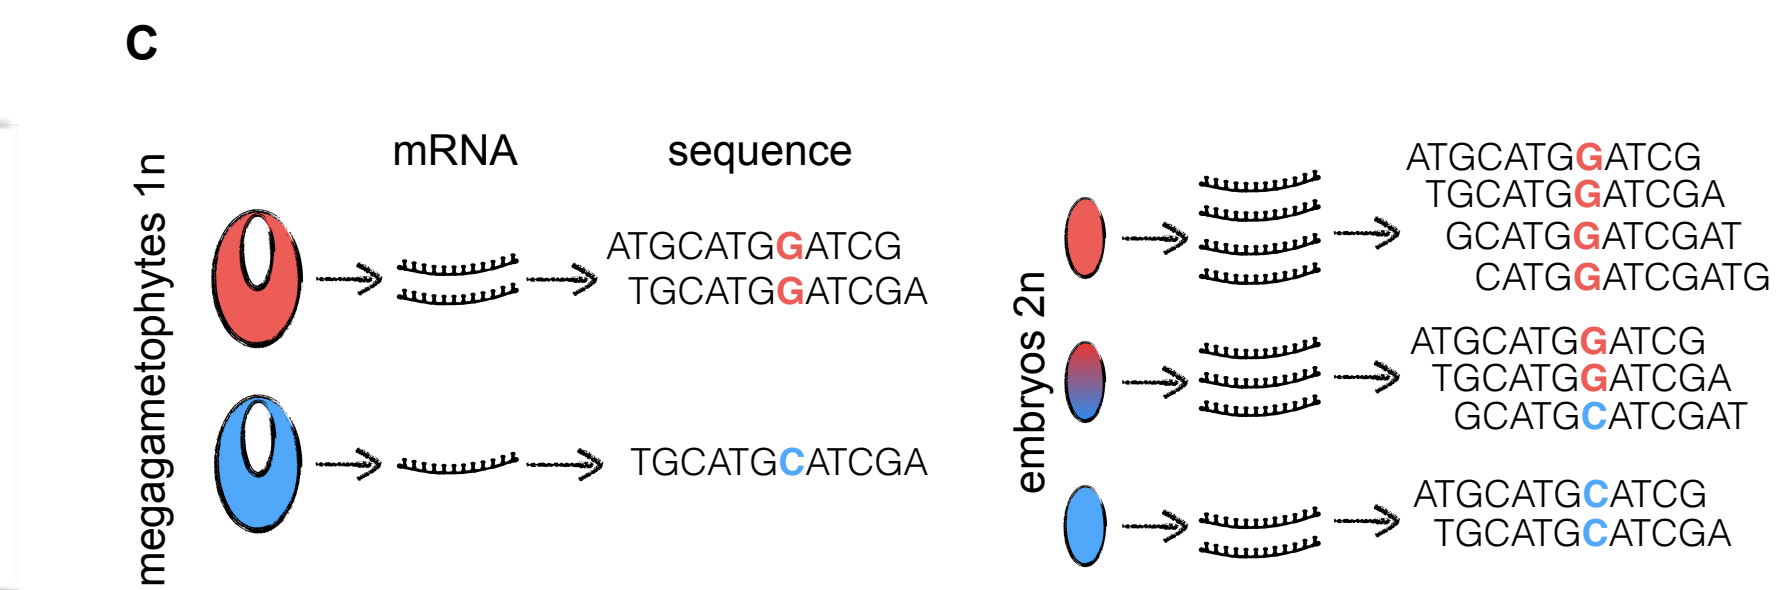 C
megagametophytes 1n
mRNA
sequence
ATGCATGGATCG
TGCATGGATCGA
TGCATGCATCGA
embryos 2n
ATGCATGGATCG
TGCATGGATCGA
GCATGGATCGAT
CATGGATCGATG
ATGCATGGATCG
TGCATGGATCGA
GCATGCATCGAT
ATGCATGCATCG
TGCATGCATCGA